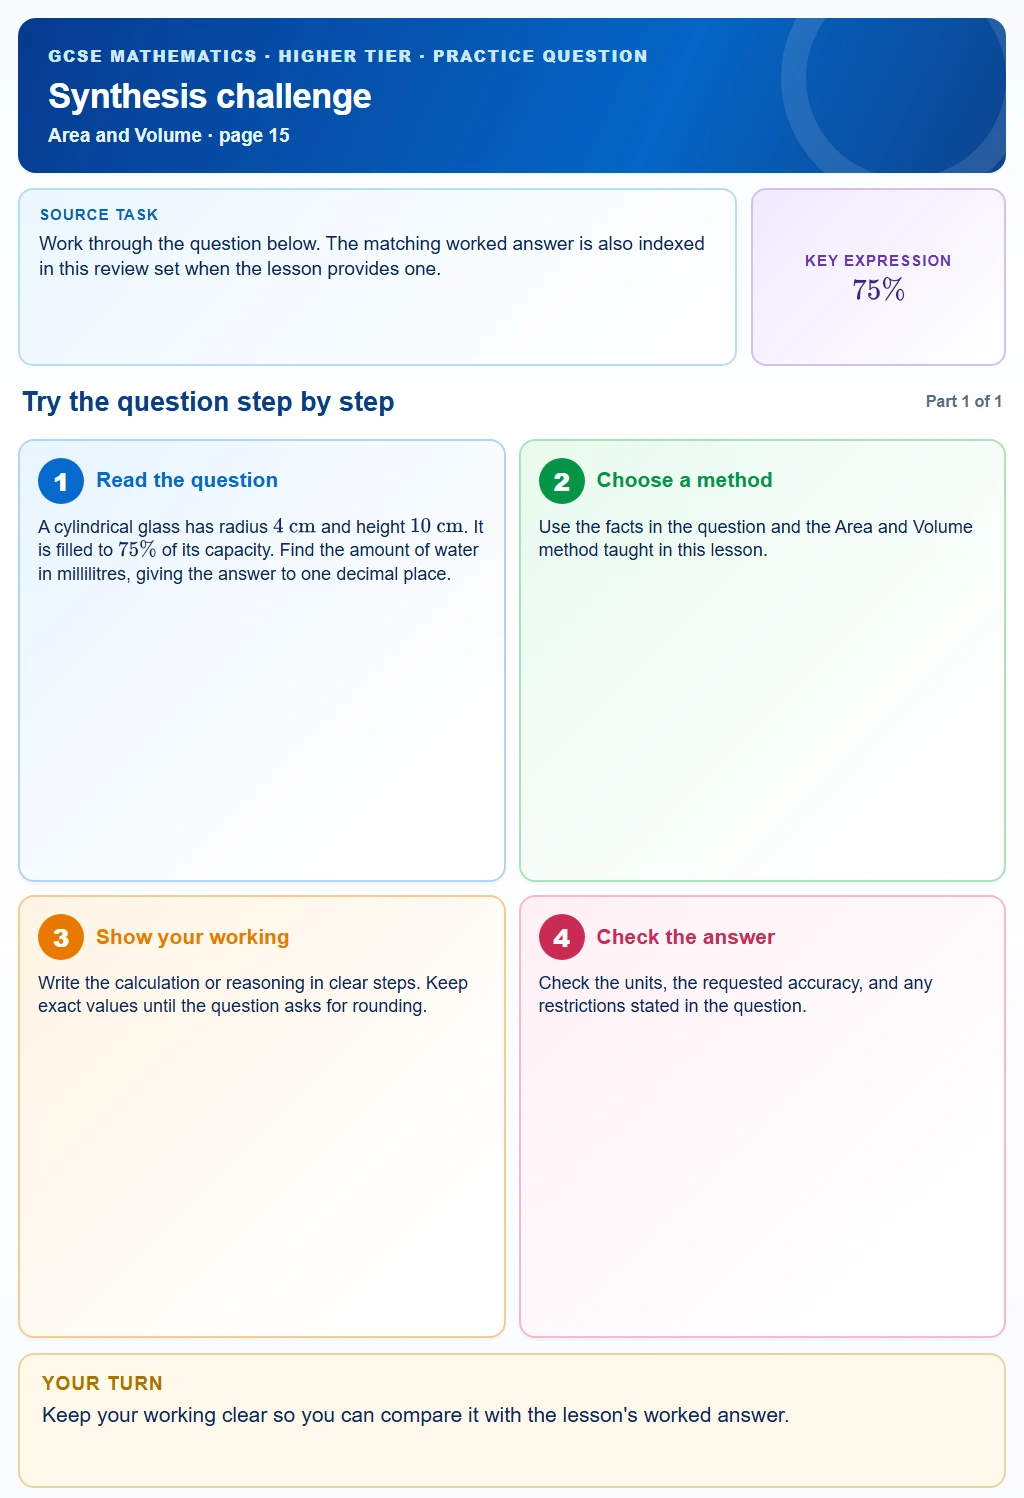 GCSE MATHEMATICS · HIGHER TIER · PRACTICE QUESTION
Synthesis challenge
Area and Volume · page 15
SOURCE TASK
Work through the question below. The matching worked answer is also indexed
in this review set when the lesson provides one.
KEY EXPRESSION
75%
Try the question step by step
Part 1 of 1
1 Read the question
A cylindrical glass has radius 4 cm and height 10 cm. It
is filled to 75% of its capacity. Find the amount of water
in millilitres, giving the answer to one decimal place.
2 Choose a method
Use the facts in the question and the Area and Volume
method taught in this lesson.
3 Show your working
Write the calculation or reasoning in clear steps. Keep
exact values until the question asks for rounding.
4 Check the answer
Check the units, the requested accuracy, and any
restrictions stated in the question.
YOUR TURN
Keep your working clear so you can compare it with the lesson's worked answer.